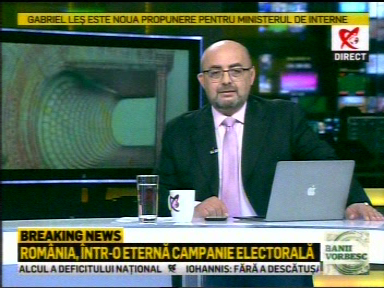 GABRIEL LEȘ ESTE NOUA PROPUNERE PENTRU MINISTERUL DE INTERNE
DIRECT
BREAKING NEWS
ROMÂNIA, ÎNTR-O ETERNĂ CAMPANIE ELECTORALĂ
BANII
VORBESC
ALCUL A DEFICITULUI NAȚIONAL
IOHANNIS: FĂRĂ A DESCĂTUȘA